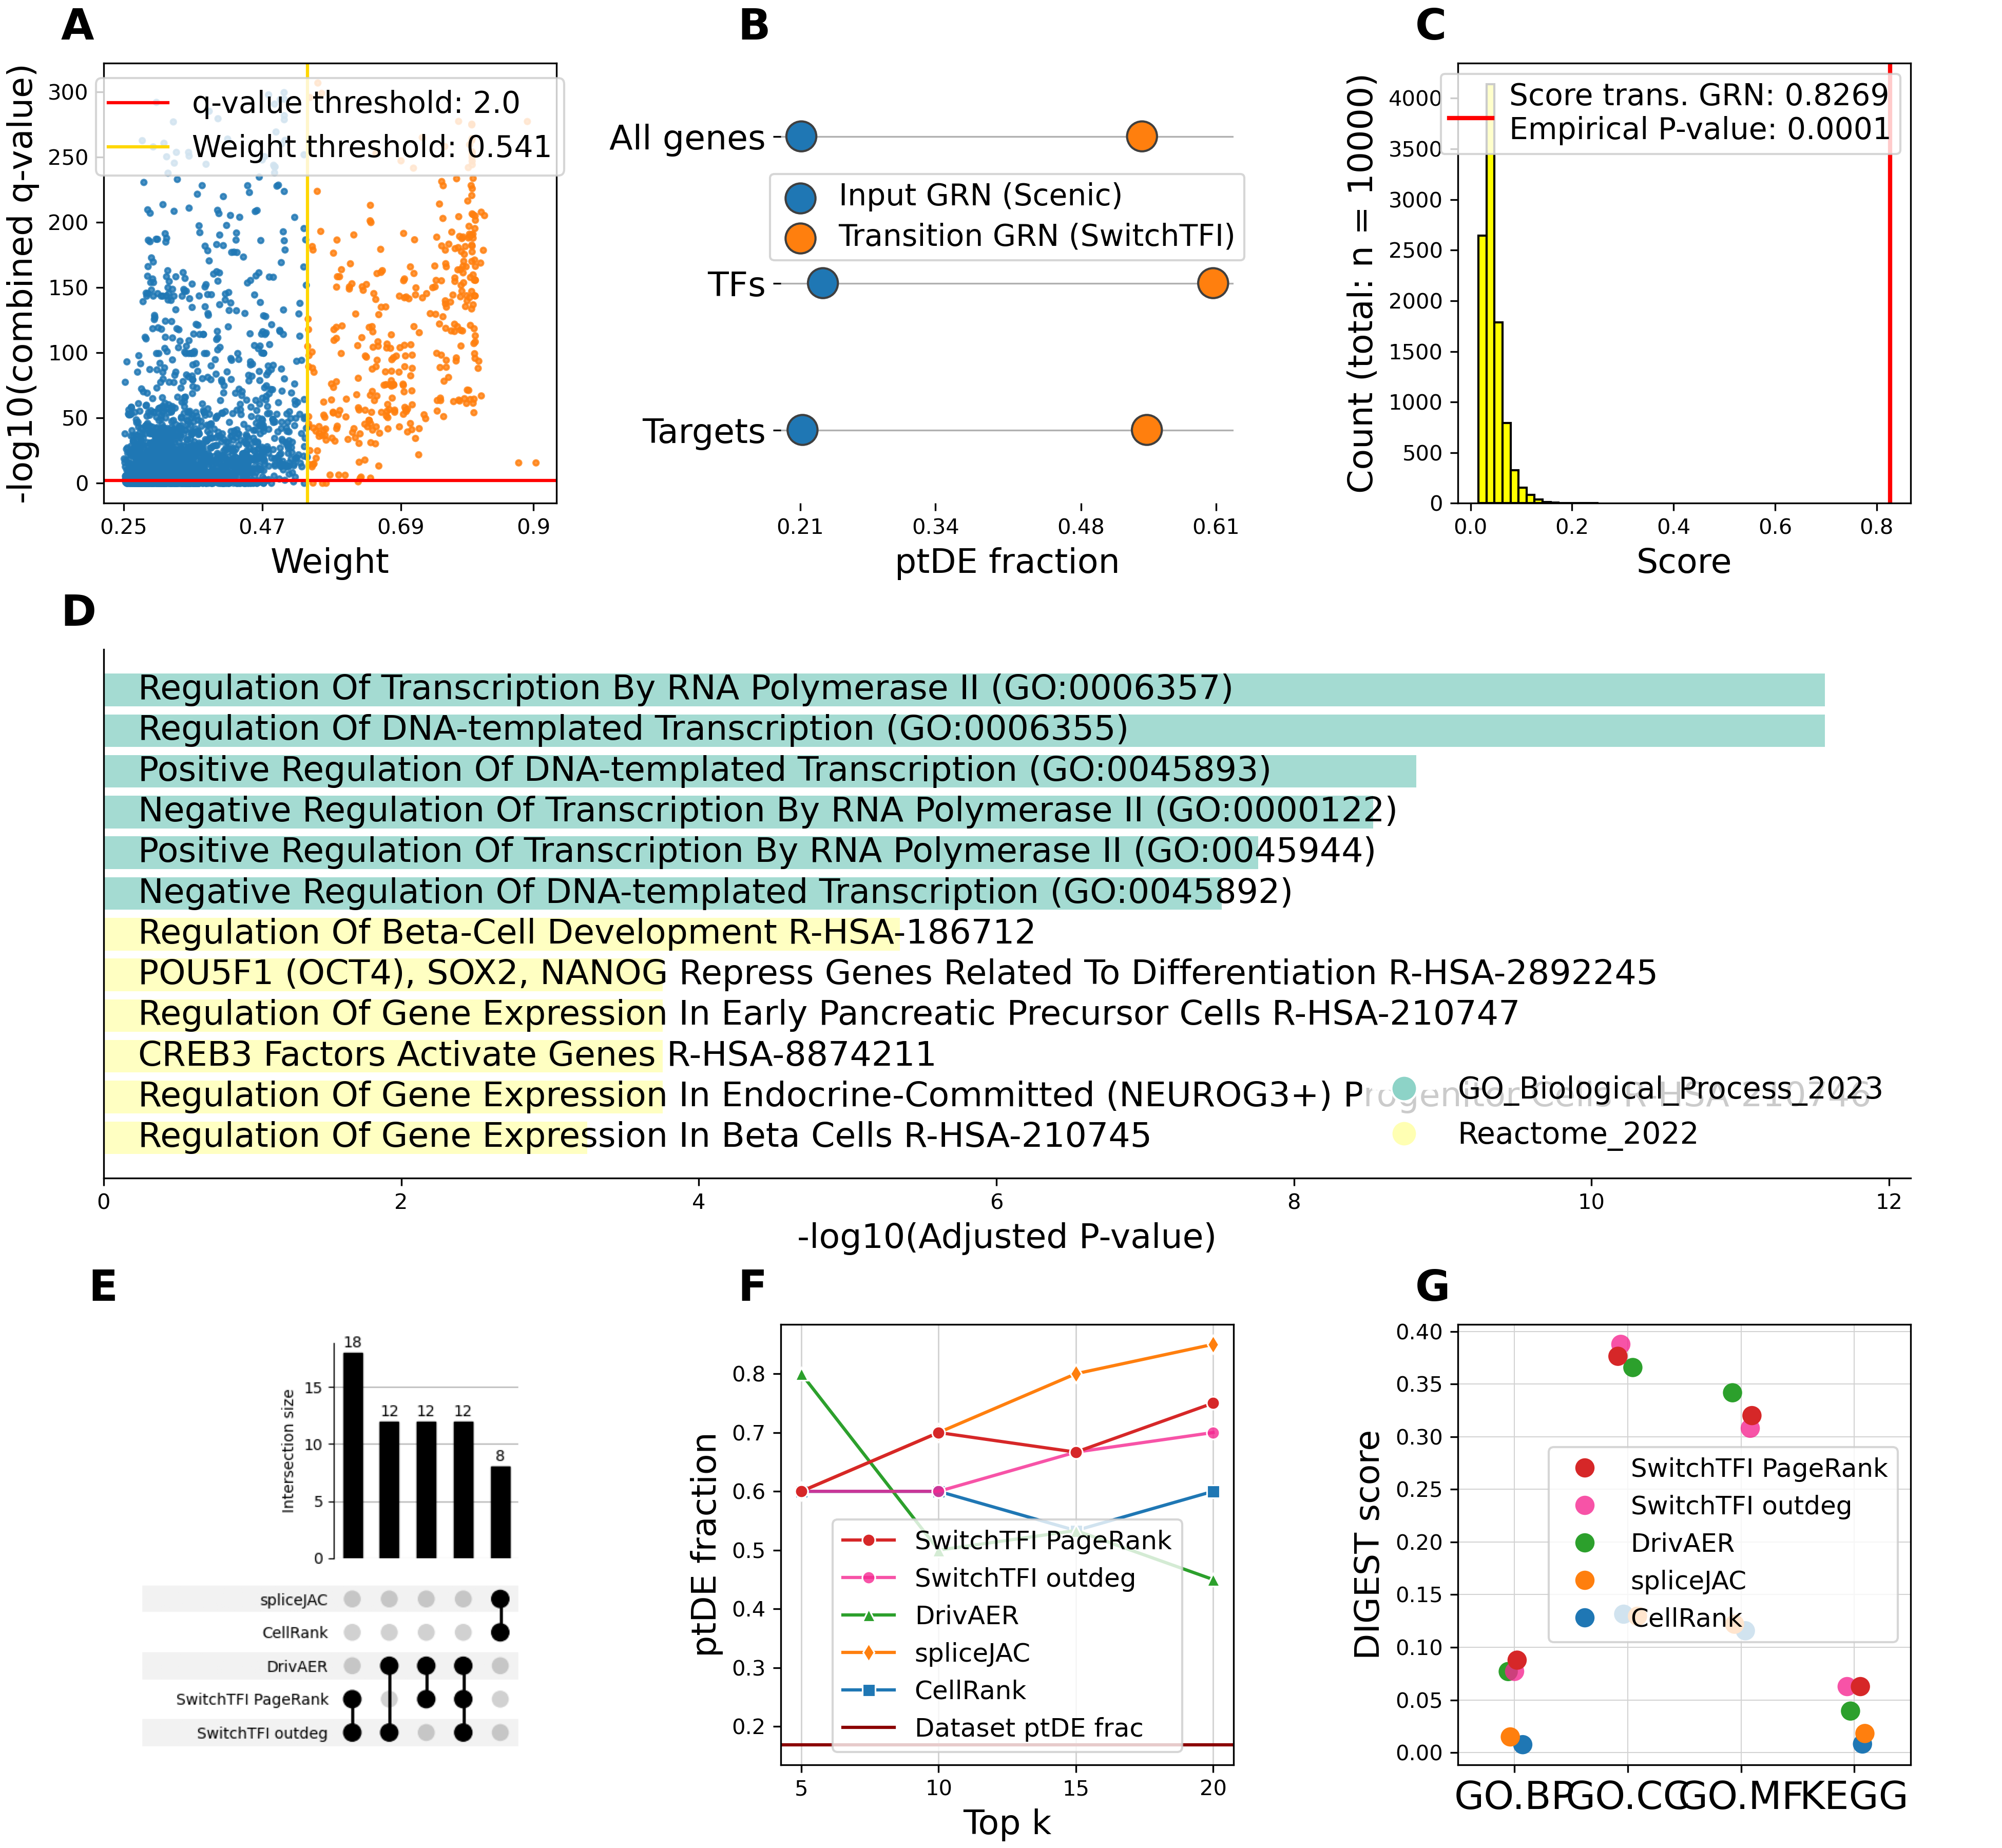 A
-log10(combined q-value)
300
250
200
150
100
50
0
q-value threshold: 2.0
Weight threshold: 0.541
0.25 0.47 0.69 0.9
Weight
B
All genes
Input GRN (Scenic)
Transition GRN (SwitchTFI)
TFs
Targets
0.21 0.34 0.48 0.61
ptDE fraction
C
Count (total: n = 10000)
4000
3500
3000
2500
2000
1500
1000
500
0
Score trans. GRN: 0.8269
Empirical P-value: 0.0001
0.0 0.2 0.4 0.6 0.8
Score
D
Regulation Of Transcription By RNA Polymerase II (GO:0006357)
Regulation Of DNA-templated Transcription (GO:0006355)
Positive Regulation Of DNA-templated Transcription (GO:0045893)
Negative Regulation Of Transcription By RNA Polymerase II (GO:0000122)
Positive Regulation Of Transcription By RNA Polymerase II (GO:0045944)
Negative Regulation Of DNA-templated Transcription (GO:0045892)
Regulation Of Beta-Cell Development R-HSA-186712
POU5F1 (OCT4), SOX2, NANOG Repress Genes Related To Differentiation R-HSA-2892245
Regulation Of Gene Expression In Early Pancreatic Precursor Cells R-HSA-210747
CREB3 Factors Activate Genes R-HSA-8874211
Regulation Of Gene Expression In Endocrine-Committed (NEUROG3+) Progenitor Cells R-HSA-210746
Regulation Of Gene Expression In Beta Cells R-HSA-210745
GO_Biological_Process_2023
Reactome_2022
0 2 4 6 8 10 12
-log10(Adjusted P-value)
E
Intersection size
15
10
5
0
18 12 12 12 8
spliceJAC
CellRank
DrivAER
SwitchTFI PageRank
SwitchTFI outdeg
F
ptDE fraction
0.8
0.7
0.6
0.5
0.4
0.3
0.2
SwitchTFI PageRank
SwitchTFI outdeg
DrivAER
spliceJAC
CellRank
Dataset ptDE frac
5 10 15 20
Top k
G
DIGEST score
0.40
0.35
0.30
0.25
0.20
0.15
0.10
0.05
0.00
SwitchTFI PageRank
SwitchTFI outdeg
DrivAER
spliceJAC
CellRank
GO.BP GO.CC GO.MF KEGG